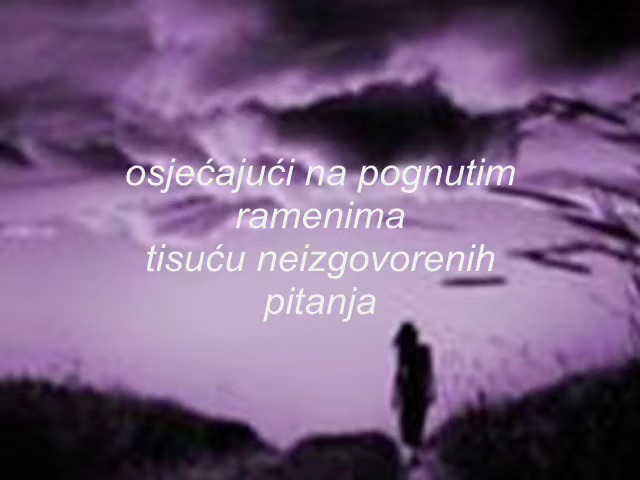 osjećajući na pognutim
ramenima
tisuću neizgovorenih
pitanja